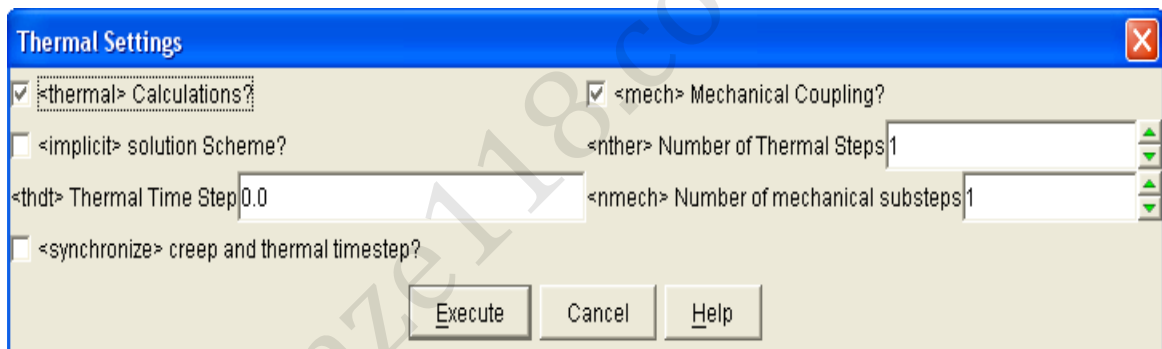 Thermal Settings
<thermal> Calculations?
<mech> Mechanical Coupling?
<implicit> solution Scheme?
<nther> Number of Thermal Steps 1
<thdt> Thermal Time Step 0.0
<nmech> Number of mechanical substeps 1
<synchronize> creep and thermal timestep?
Execute Cancel Help